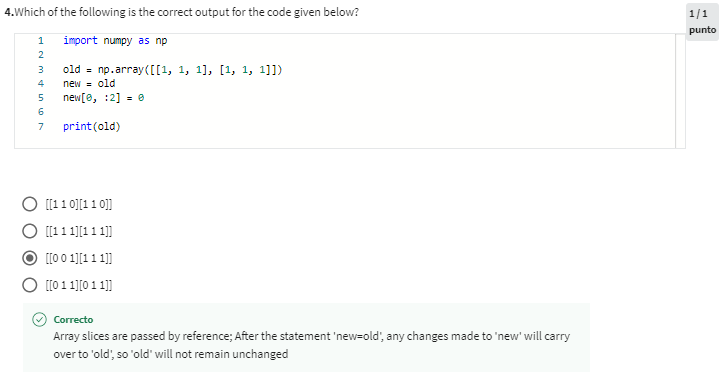 4.Which of the following is the correct output for the code given below?
1/1
punto
1 import numpy as np
2
3 old = np.array([[1, 1, 1], [1, 1, 1]])
4 new = old
5 new[0, :2] = 0
6
7 print(old)
[[1 1 0][1 1 0]]
[[1 1 1][1 1 1]]
[[0 0 1][1 1 1]]
[[0 1 1][0 1 1]]
Correcto
Array slices are passed by reference; After the statement 'new=old', any changes made to 'new' will carry
over to 'old', so 'old' will not remain unchanged